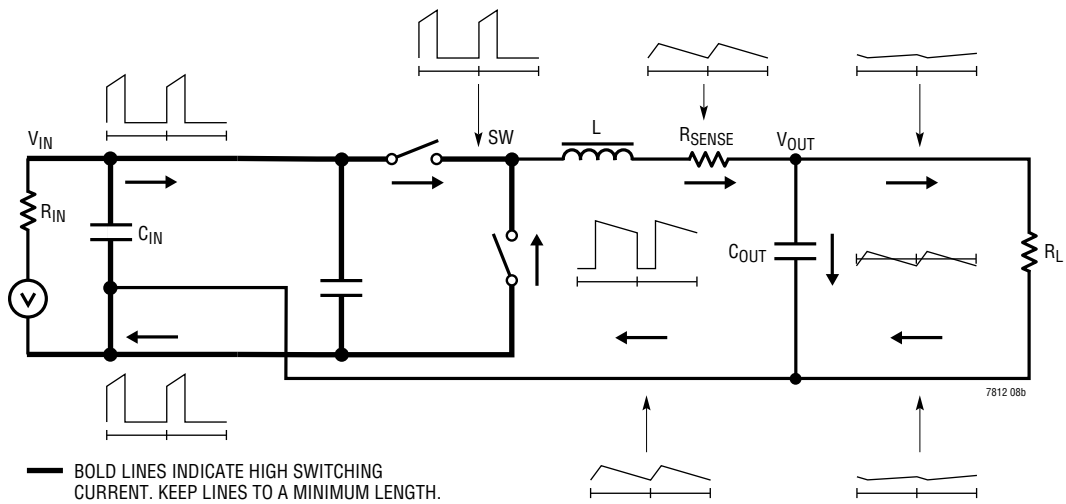 SW
L
RSENSE
VIN
VOUT
RIN
CIN
COUT
RL
V
7812 08b
BOLD LINES INDICATE HIGH SWITCHING
CURRENT. KEEP LINES TO A MINIMUM LENGTH.